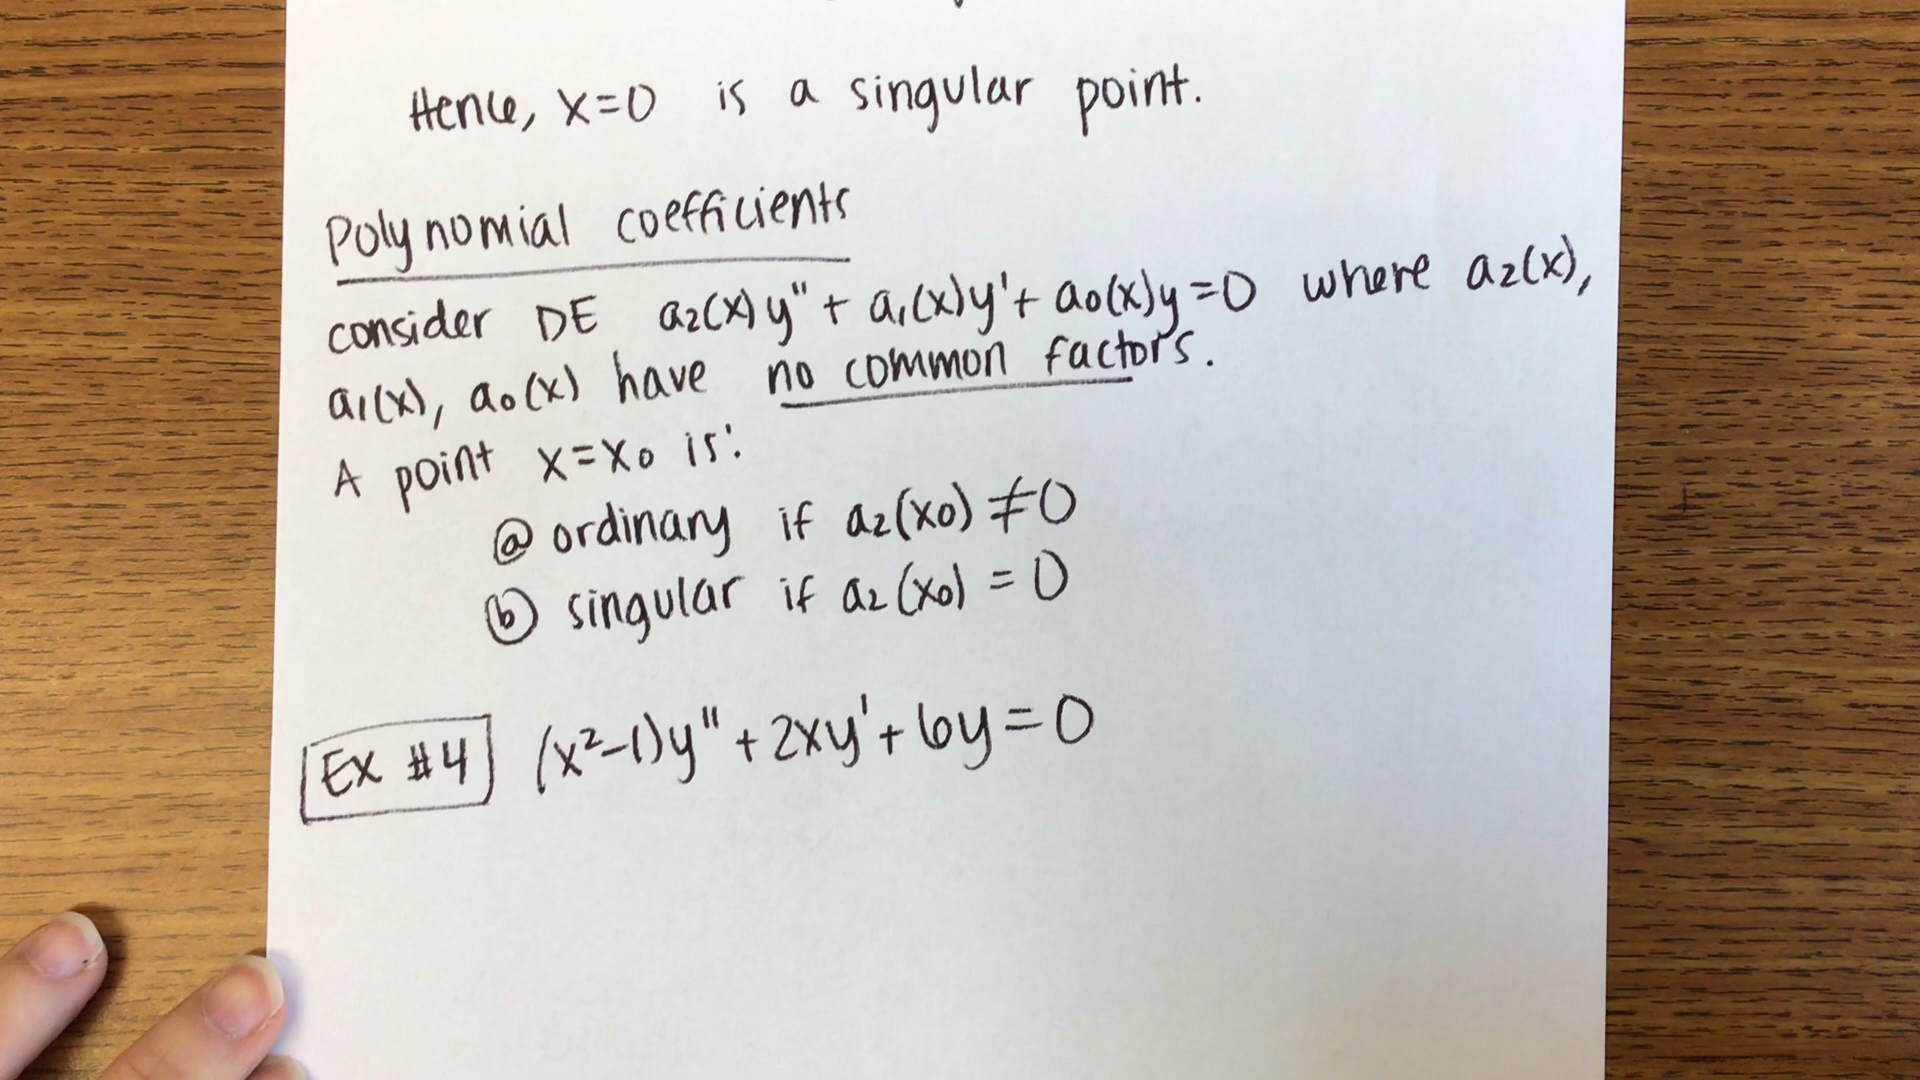 Hence, x=0 is a singular point.
Polynomial coefficients
consider DE a₂(x)y" + a₁(x)y' + a₀(x)y = 0 where a₂(x),
a₁(x), a₀(x) have no common factors.
A point x=x₀ is:
ⓐ ordinary if a₂(x₀) ≠ 0
ⓑ singular if a₂(x₀) = 0
Ex #4 (x²-1)y" + 2xy' + 6y = 0